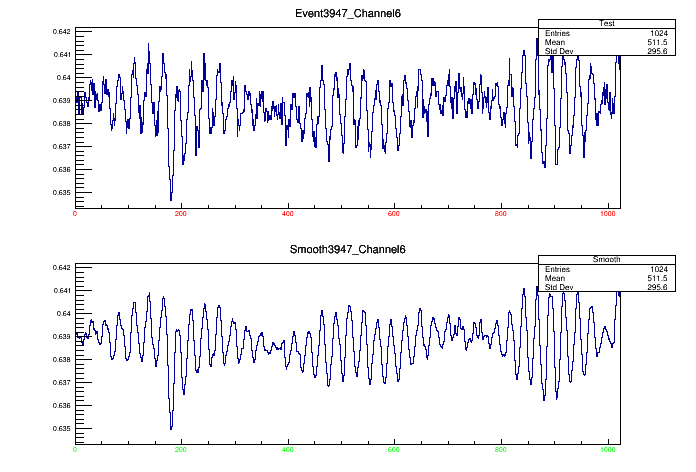 Event3947_Channel6
Test
Entries 1024
Mean 511.5
Std Dev 295.6
0.642
0.641
0.64
0.639
0.638
0.637
0.636
0.635
0 200 400 600 800 1000
Smooth3947_Channel6
Smooth
Entries 1024
Mean 511.5
Std Dev 295.6
0.642
0.641
0.64
0.639
0.638
0.637
0.636
0.635
0 200 400 600 800 1000